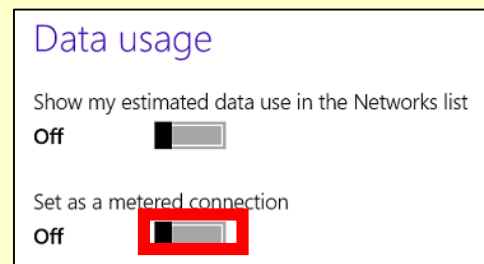 Data usage
Show my estimated data use in the Networks list
Off
Set as a metered connection
Off